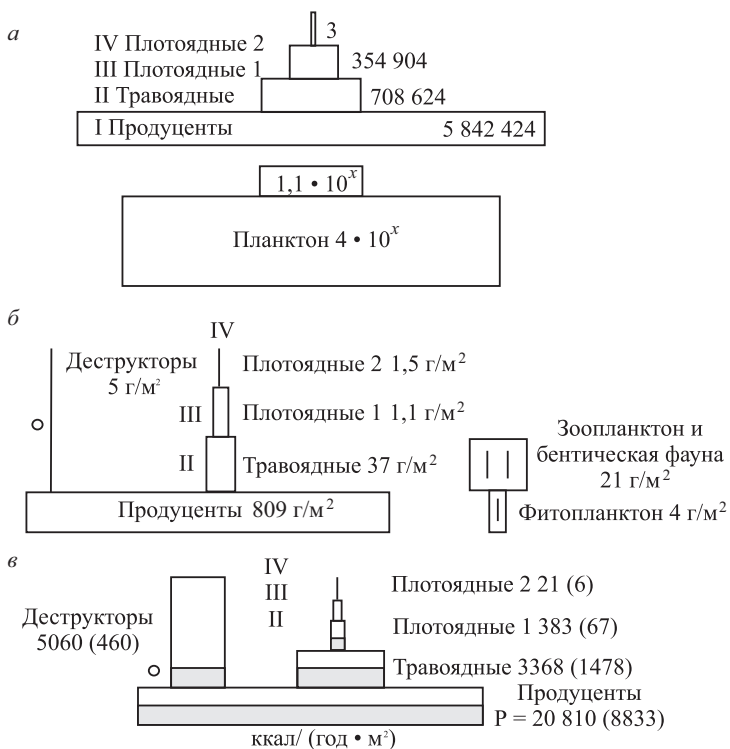 а
3
IV Плотоядные 2
354 904
III Плотоядные 1
II Травоядные
708 624
I Продуценты
5 842 424
1,1 • 10ˣ
Планктон 4 • 10ˣ
б
IV
Деструкторы
5 г/м²
Плотоядные 2 1,5 г/м²
III
Плотоядные 1 1,1 г/м²
II
Травоядные 37 г/м²
Продуценты 809 г/м²
Зоопланктон и
бентическая фауна
21 г/м²
Фитопланктон 4 г/м²
в
IV
III
II
Плотоядные 2 21 (6)
Деструкторы
5060 (460)
Плотоядные 1 383 (67)
Травоядные 3368 (1478)
Продуценты
P = 20 810 (8833)
ккал/ (год • м²)